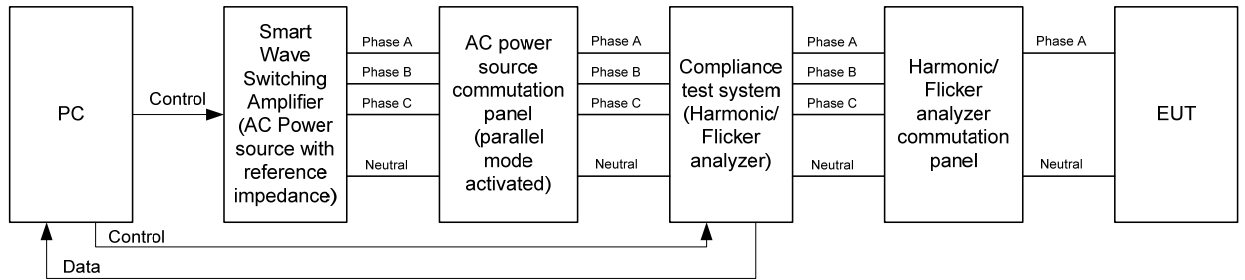 PC
Control
Smart
Wave
Switching
Amplifier
(AC Power
source with
reference
impedance)
Phase A
Phase B
Phase C
Neutral
AC power
source
commutation
panel
(parallel
mode
activated)
Phase A
Phase B
Phase C
Neutral
Compliance
test system
(Harmonic/
Flicker
analyzer)
Phase A
Phase B
Phase C
Neutral
Harmonic/
Flicker
analyzer
commutation
panel
Phase A
Neutral
EUT
Control
Data